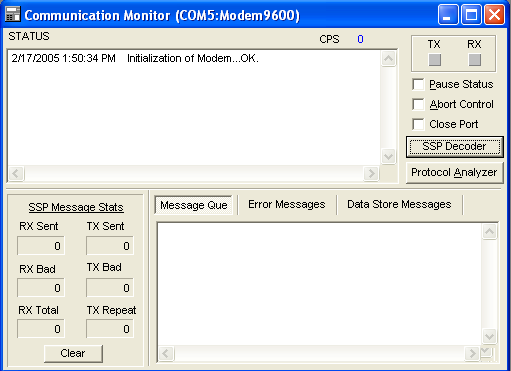 Communication Monitor (COM5:Modem9600)
STATUS
CPS 0
2/17/2005 1:50:34 PM Initialization of Modem...OK.
TX RX
Pause Status
Abort Control
Close Port
SSP Decoder
Protocol Analyzer
SSP Message Stats
RX Sent TX Sent
0 0
RX Bad TX Bad
0 0
RX Total TX Repeat
0 0
Clear
Message Que Error Messages Data Store Messages